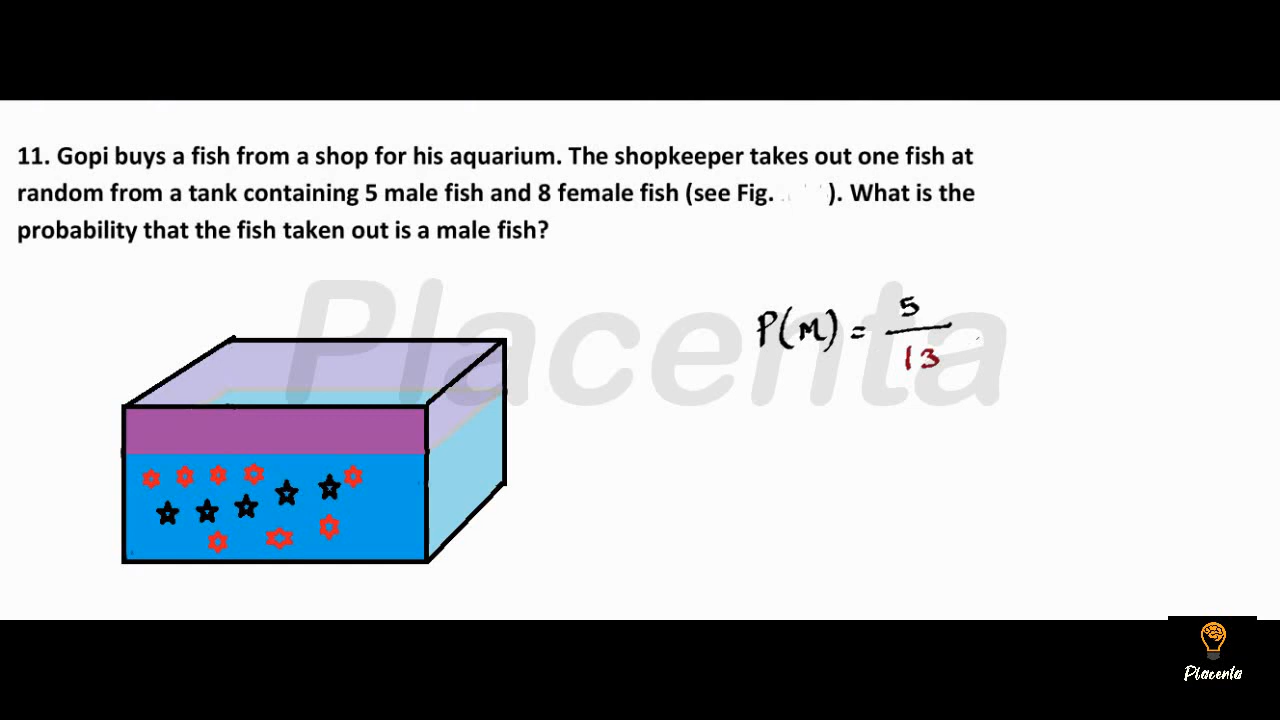 11. Gopi buys a fish from a shop for his aquarium. The shopkeeper takes out one fish at
random from a tank containing 5 male fish and 8 female fish (see Fig. ). What is the
probability that the fish taken out is a male fish?
Placenta
P(M) = 5
13
Placenta